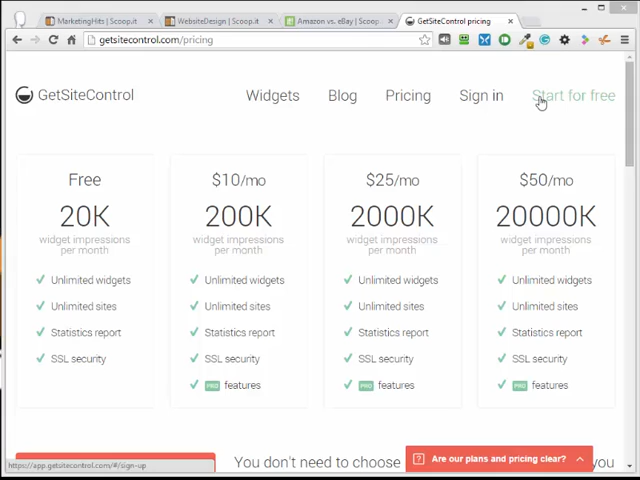 MarketingHits | Scoop.it
WebsiteDesign | Scoop.it
Amazon vs. eBay | Scoop.it
GetSiteControl pricing
getsitecontrol.com/pricing
GetSiteControl
Widgets
Blog
Pricing
Sign in
Start for free
Free
20K
widget impressions
per month
Unlimited widgets
Unlimited sites
Statistics report
SSL security
$10/mo
200K
widget impressions
per month
Unlimited widgets
Unlimited sites
Statistics report
SSL security
PRO features
$25/mo
2000K
widget impressions
per month
Unlimited widgets
Unlimited sites
Statistics report
SSL security
PRO features
$50/mo
20000K
widget impressions
per month
Unlimited widgets
Unlimited sites
Statistics report
SSL security
PRO features
You don't need to choose
you
Are our plans and pricing clear?
https://app.getsitecontrol.com/#/sign-up